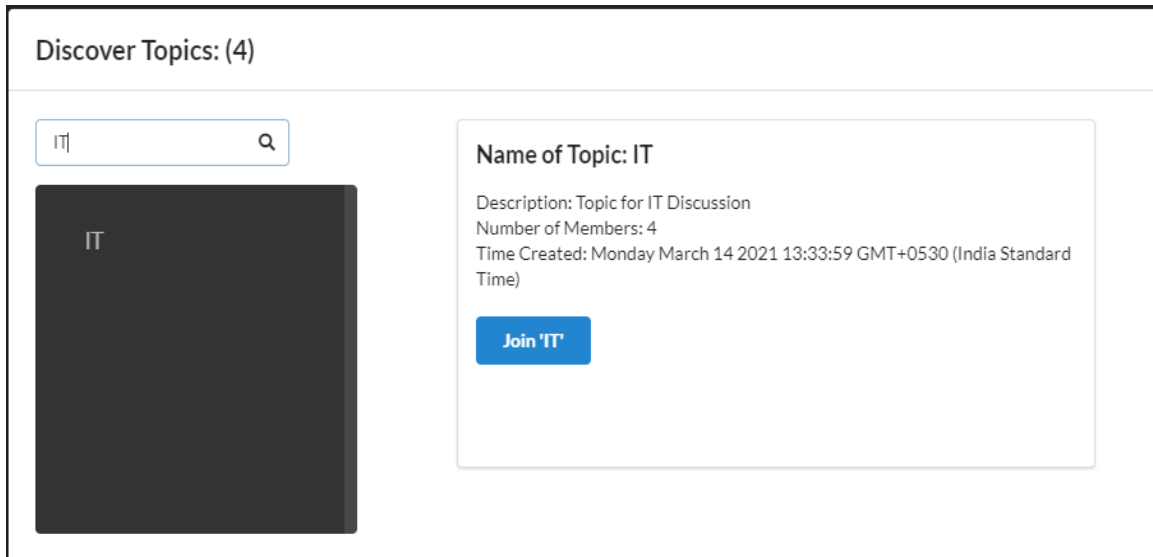 Discover Topics: (4)
IT
IT
Name of Topic: IT
Description: Topic for IT Discussion
Number of Members: 4
Time Created: Monday March 14 2021 13:33:59 GMT+0530 (India Standard
Time)
Join 'IT'